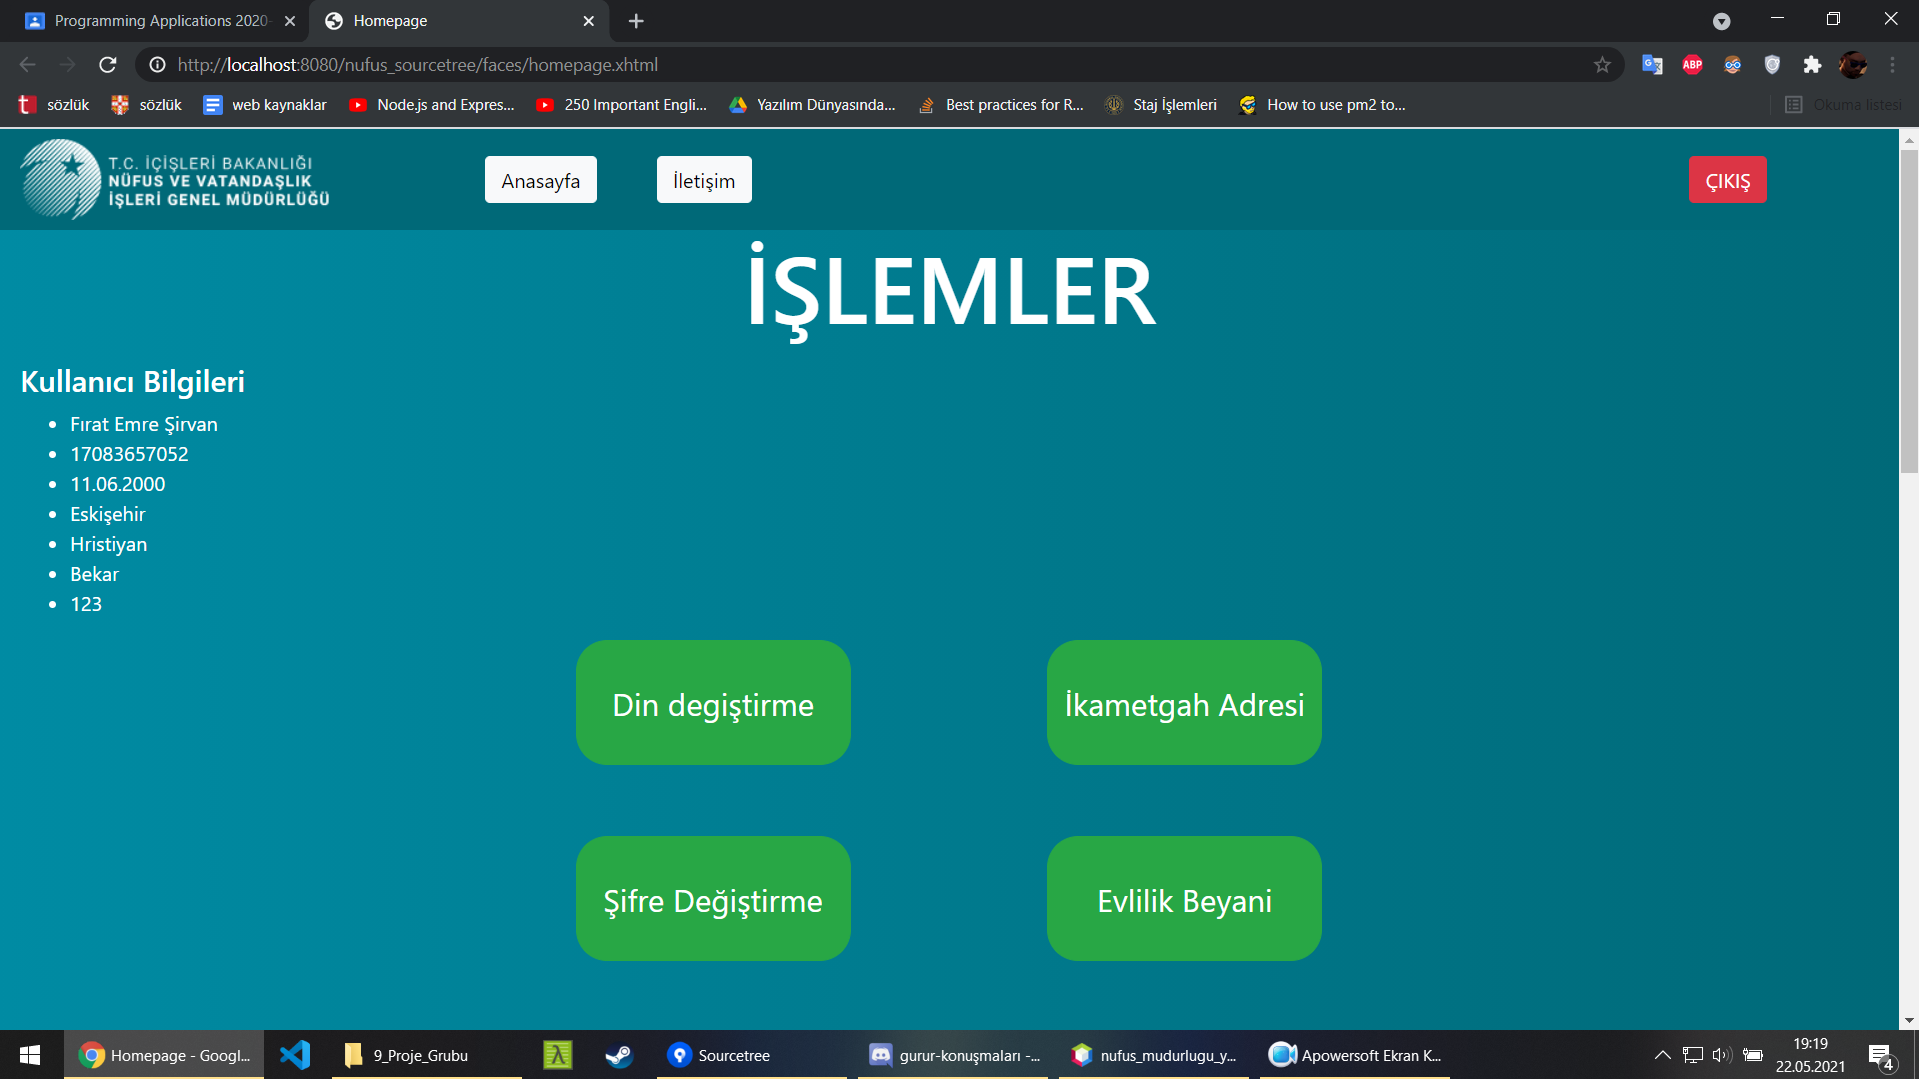 Programming Applications 2020-
Homepage
http://localhost:8080/nufus_sourcetree/faces/homepage.xhtml
ABP
sözlük
sözlük
web kaynaklar
Node.js and Expres...
250 Important Engli...
Yazılım Dünyasında...
Best practices for R...
Staj İşlemleri
How to use pm2 to...
Okuma listesi
T.C. İÇİŞLERİ BAKANLIĞI
NÜFUS VE VATANDAŞLIK
İŞLERİ GENEL MÜDÜRLÜĞÜ
Anasayfa
İletişim
ÇIKIŞ
İŞLEMLER
Kullanıcı Bilgileri
Fırat Emre Şirvan
17083657052
11.06.2000
Eskişehir
Hristiyan
Bekar
123
Din degiştirme
İkametgah Adresi
Şifre Değiştirme
Evlilik Beyani
Homepage - Googl...
9_Proje_Grubu
Sourcetree
gurur-konuşmaları -...
nufus_mudurlugu_y...
Apowersoft Ekran K...
19:19
22.05.2021
4